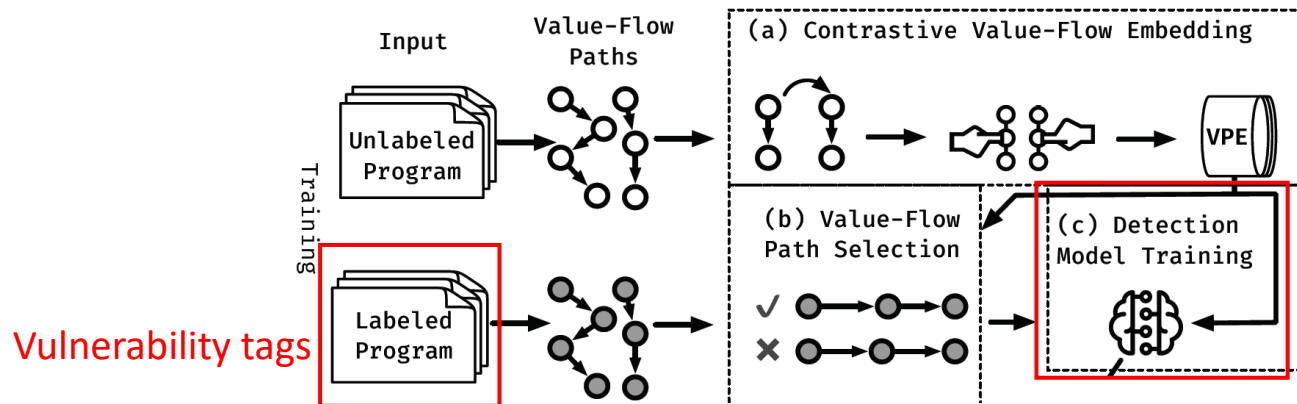 Input
Value-Flow
Paths
(a) Contrastive Value-Flow Embedding
Unlabeled
Program
VPE
Training
(b) Value-Flow
Path Selection
(c) Detection
Model Training
Vulnerability tags
Labeled
Program